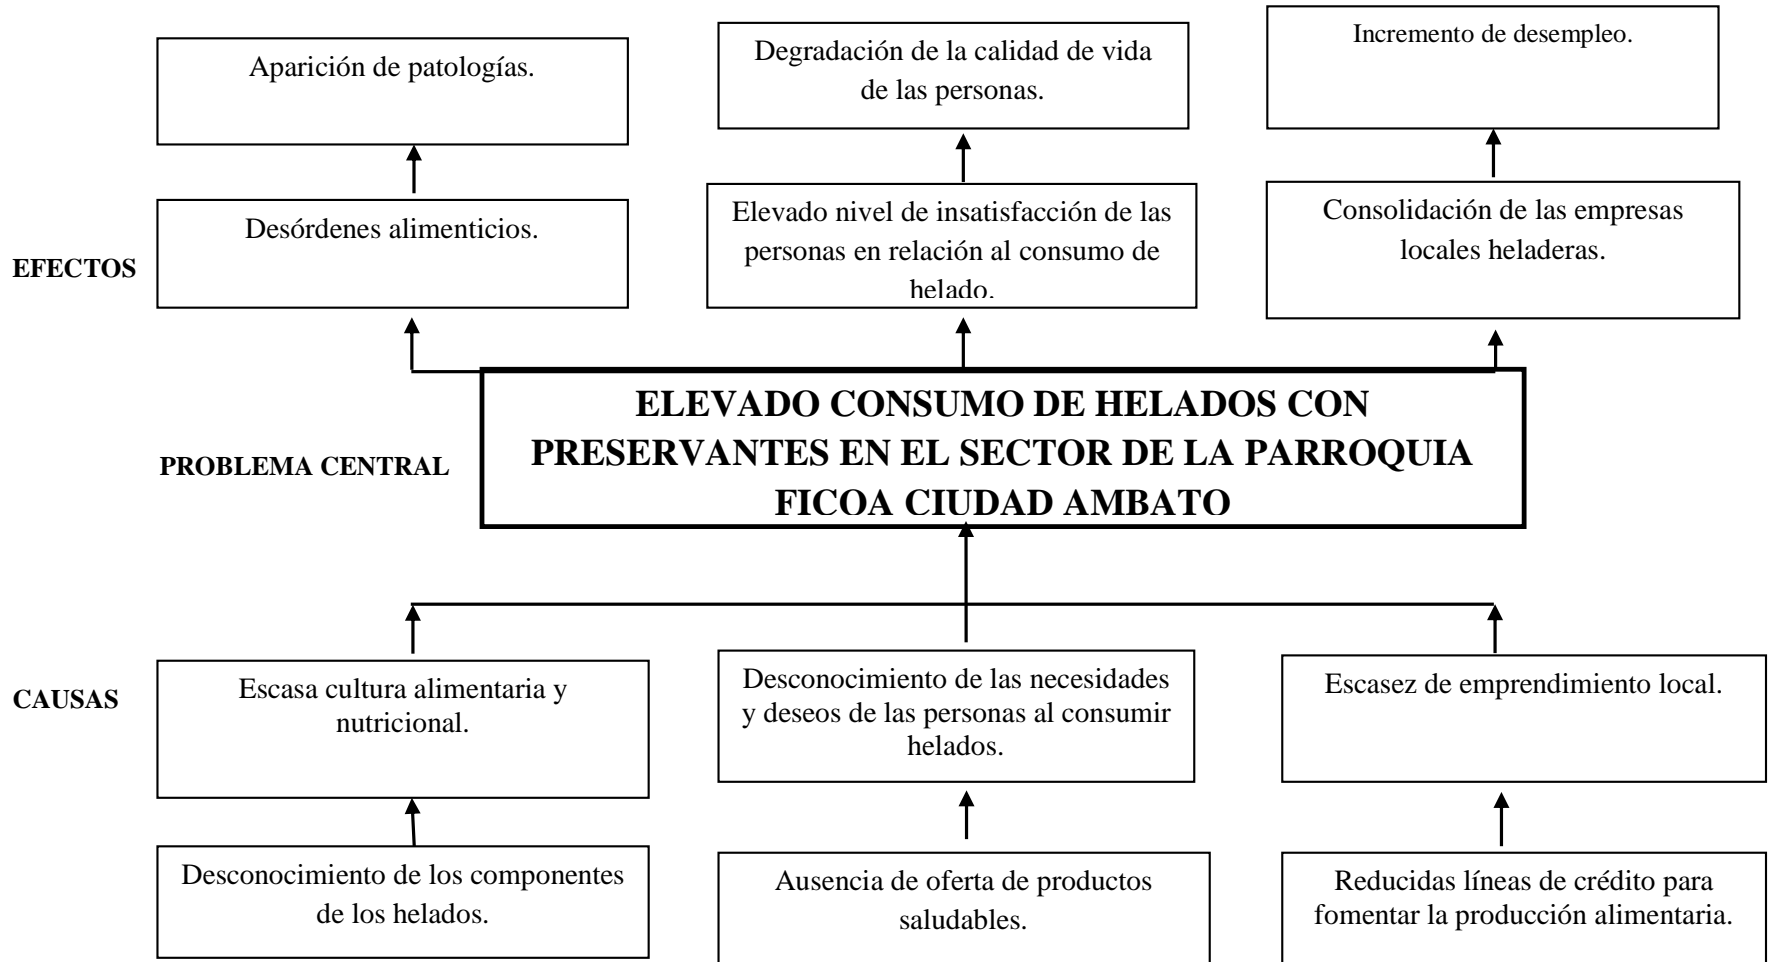 Aparición de patologías.
Degradación de la calidad de vida
de las personas.
Incremento de desempleo.
Desórdenes alimenticios.
Elevado nivel de insatisfacción de las
personas en relación al consumo de
helado.
Consolidación de las empresas
locales heladeras.
EFECTOS
ELEVADO CONSUMO DE HELADOS CON
PRESERVANTES EN EL SECTOR DE LA PARROQUIA
FICOA CIUDAD AMBATO
PROBLEMA CENTRAL
Escasa cultura alimentaria y
nutricional.
Desconocimiento de las necesidades
y deseos de las personas al consumir
helados.
Escasez de emprendimiento local.
CAUSAS
Desconocimiento de los componentes
de los helados.
Ausencia de oferta de productos
saludables.
Reducidas líneas de crédito para
fomentar la producción alimentaria.